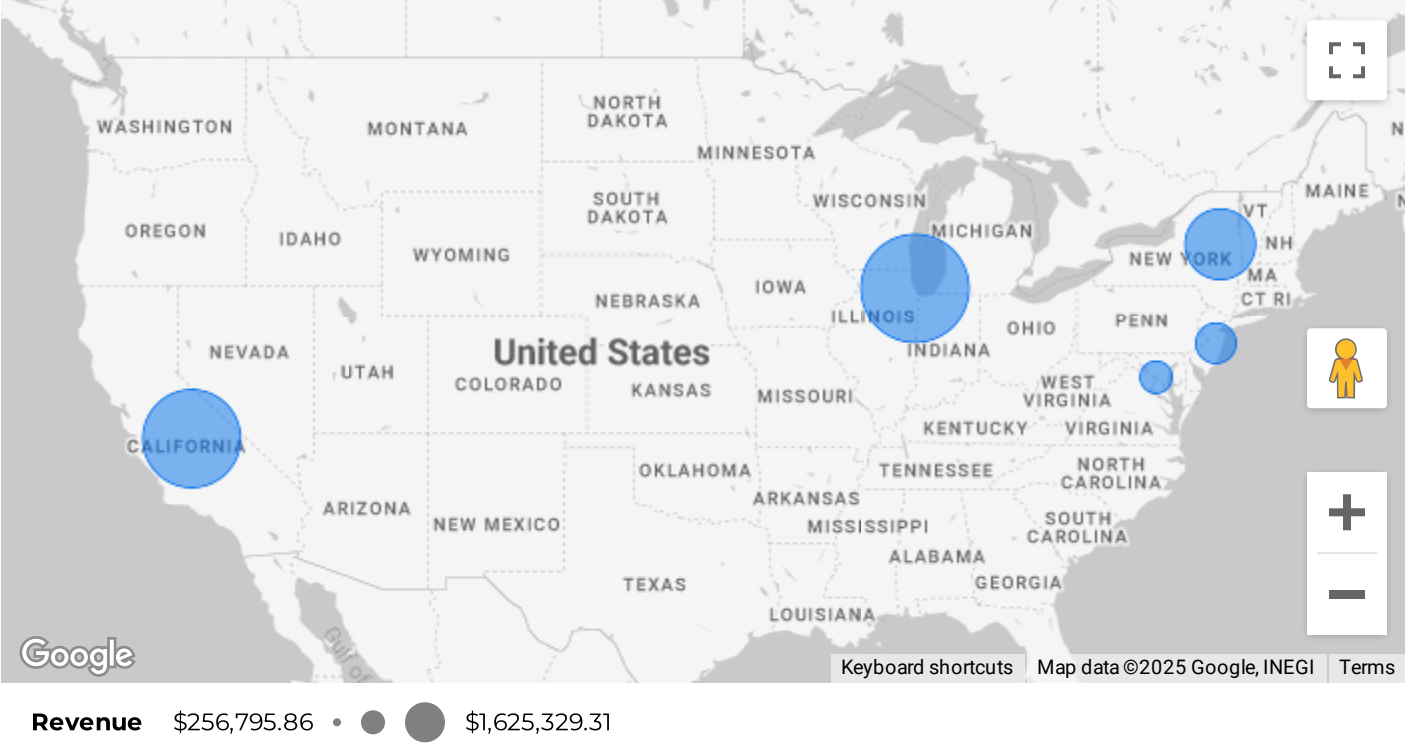 NORTH
DAKOTA
WASHINGTON
MONTANA
MINNESOTA
N
MAINE
SOUTH
DAKOTA
WISCONSIN
VT
N
OREGON
IDAHO
MICHIGAN
NH
WYOMING
NEW YORK
MA
IOWA
CT RI
NEBRASKA
ILLINOIS
OHIO
PENN
United States
NEVADA
INDIANA
UTAH
COLORADO
KANSAS
MISSOURI
WEST
VIRGINIA
KENTUCKY
VIRGINIA
CALIFORNIA
OKLAHOMA
TENNESSEE
NORTH
CAROLINA
ARKANSAS
ARIZONA
NEW MEXICO
MISSISSIPPI
SOUTH
CAROLINA
ALABAMA
TEXAS
GEORGIA
LOUISIANA
Gulf of
Google
Keyboard shortcuts
Map data ©2025 Google, INEGI
Terms
Revenue $256,795.86 $1,625,329.31